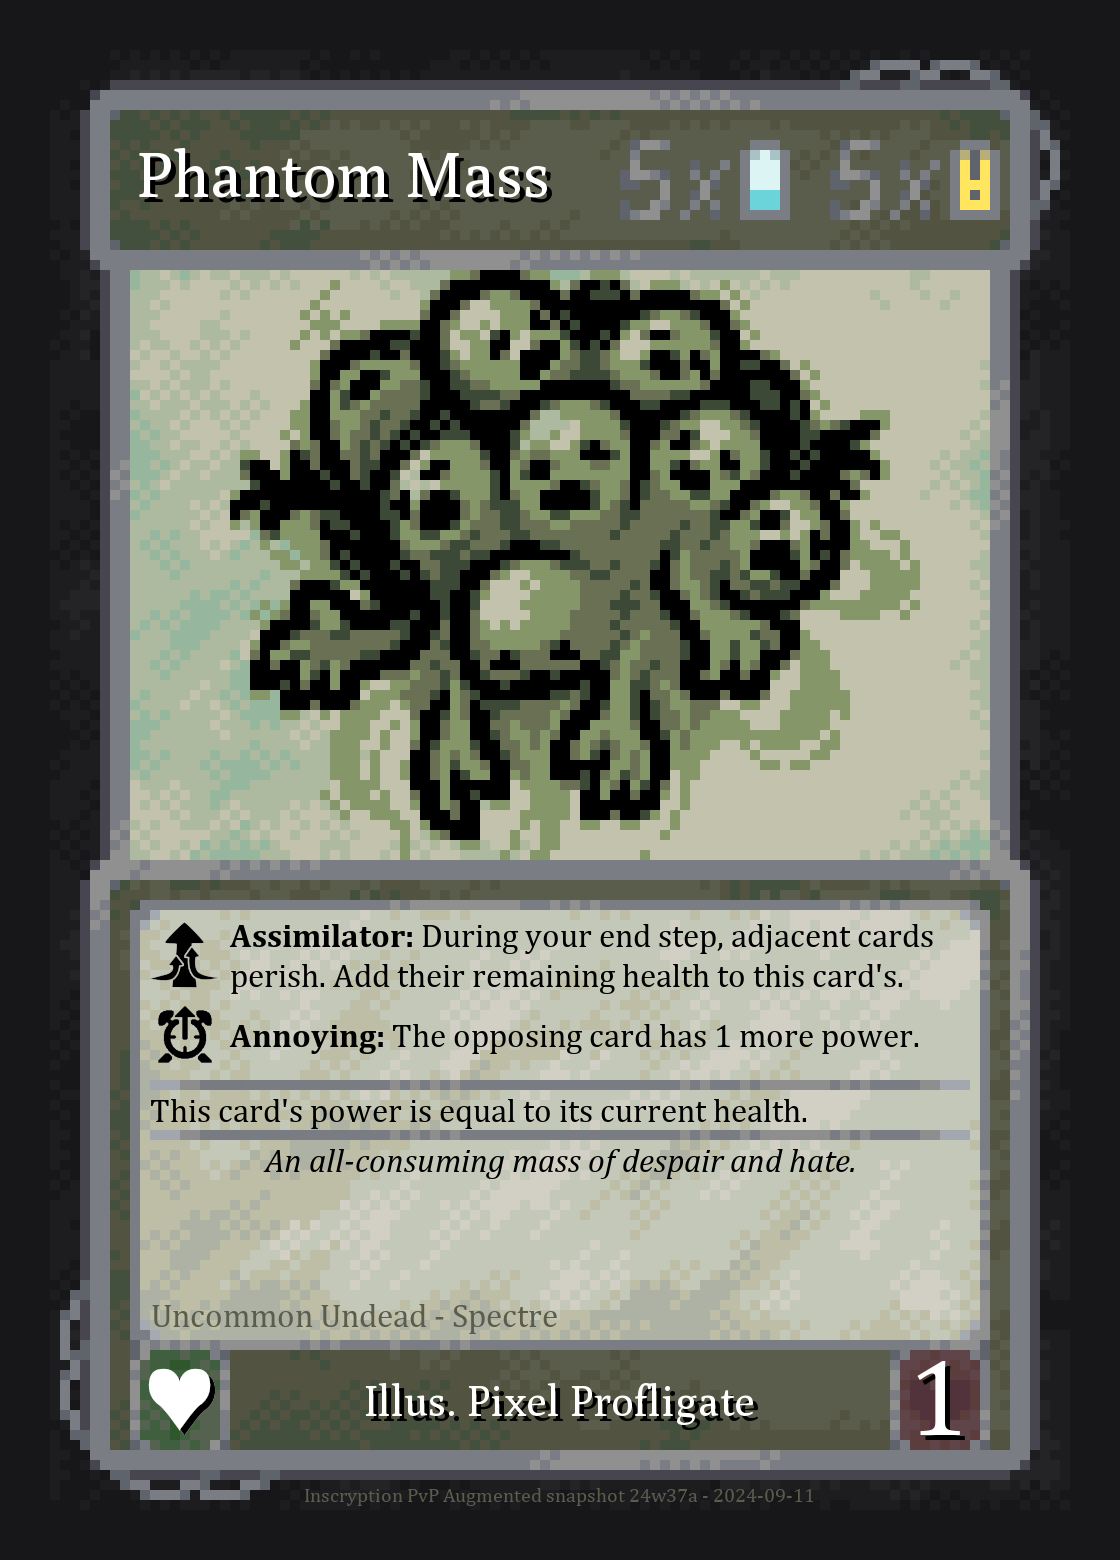 Phantom Mass 5x 5x
Assimilator: During your end step, adjacent cards
perish. Add their remaining health to this card's.
Annoying: The opposing card has 1 more power.
This card's power is equal to its current health.
An all-consuming mass of despair and hate.
Uncommon Undead - Spectre
Illus. Pixel Profligate
1
Inscryption PvP Augmented snapshot 24w37a - 2024-09-11